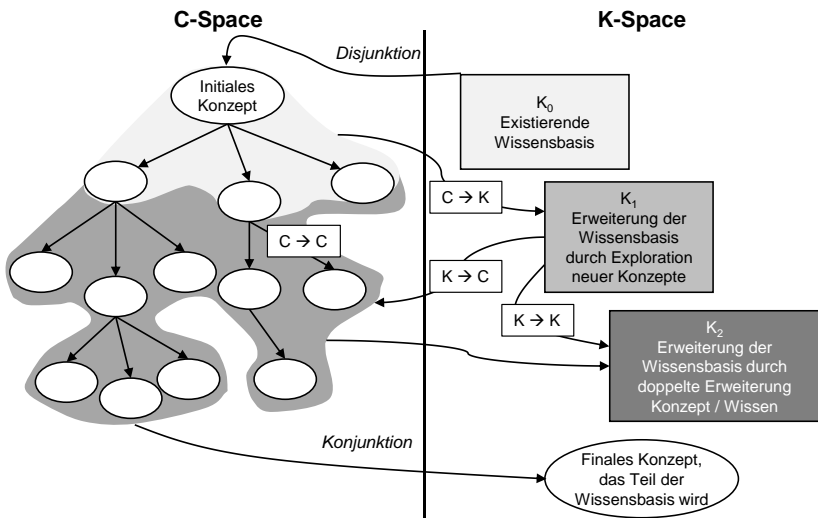 C-Space
K-Space
Disjunktion
Initiales
Konzept
K₀
Existierende
Wissensbasis
C → K
K₁
Erweiterung der
Wissensbasis
durch Exploration
neuer Konzepte
C → C
K → C
K → K
K₂
Erweiterung der
Wissensbasis durch
doppelte Erweiterung
Konzept / Wissen
Konjunktion
Finales Konzept,
das Teil der
Wissensbasis wird